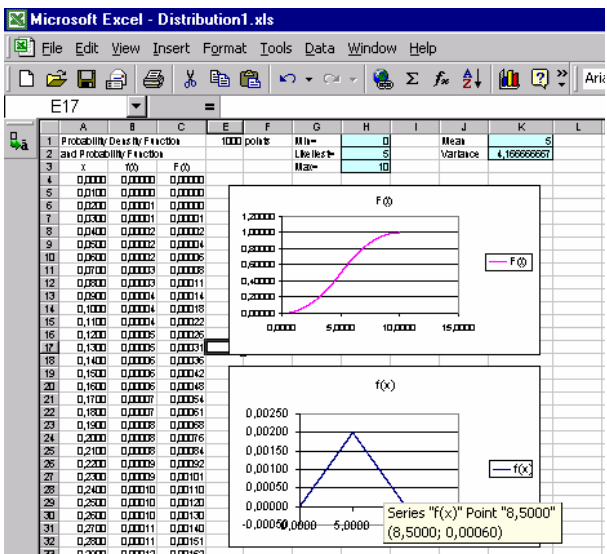 Microsoft Excel - Distribution1.xls
File Edit View Insert Format Tools Data Window Help
E17 =
A B C E F G H I J K L
1 Probability Density Function 1000 points Min= 0 Mean 5
2 and Probability Function Likeliest= 5 Variance 4,166666667
3 x f(x) F(x) Max= 10
4 0,0000 0,00000 0,00000
5 0,0100 0,00000 0,00000
6 0,0200 0,00001 0,00000
7 0,0300 0,00001 0,00001
8 0,0400 0,00002 0,00002
9 0,0500 0,00002 0,00004
10 0,0600 0,00002 0,00006
11 0,0700 0,00003 0,00008
12 0,0800 0,00003 0,00011
13 0,0900 0,00004 0,00014
14 0,1000 0,00004 0,00018
15 0,1100 0,00004 0,00022
16 0,1200 0,00005 0,00026
17 0,1300 0,00005 0,00031
18 0,1400 0,00006 0,00036
19 0,1500 0,00006 0,00042
20 0,1600 0,00006 0,00048
21 0,1700 0,00007 0,00054
22 0,1800 0,00007 0,00061
23 0,1900 0,00008 0,00068
24 0,2000 0,00008 0,00076
25 0,2100 0,00008 0,00084
26 0,2200 0,00009 0,00092
27 0,2300 0,00009 0,00101
28 0,2400 0,00010 0,00110
29 0,2500 0,00010 0,00120
30 0,2600 0,00010 0,00130
31 0,2700 0,00011 0,00140
32 0,2800 0,00011 0,00151
F(x)
1,20000
1,00000
0,80000
0,60000
0,40000
0,20000
0,00000
0,0000 5,0000 10,0000 15,0000
F(x)
f(x)
0,00250
0,00200
0,00150
0,00100
0,00050
0,00000
-0,00050
0,0000 5,0000
f(x)
Series "f(x)" Point "8,5000"
(8,5000; 0,00060)